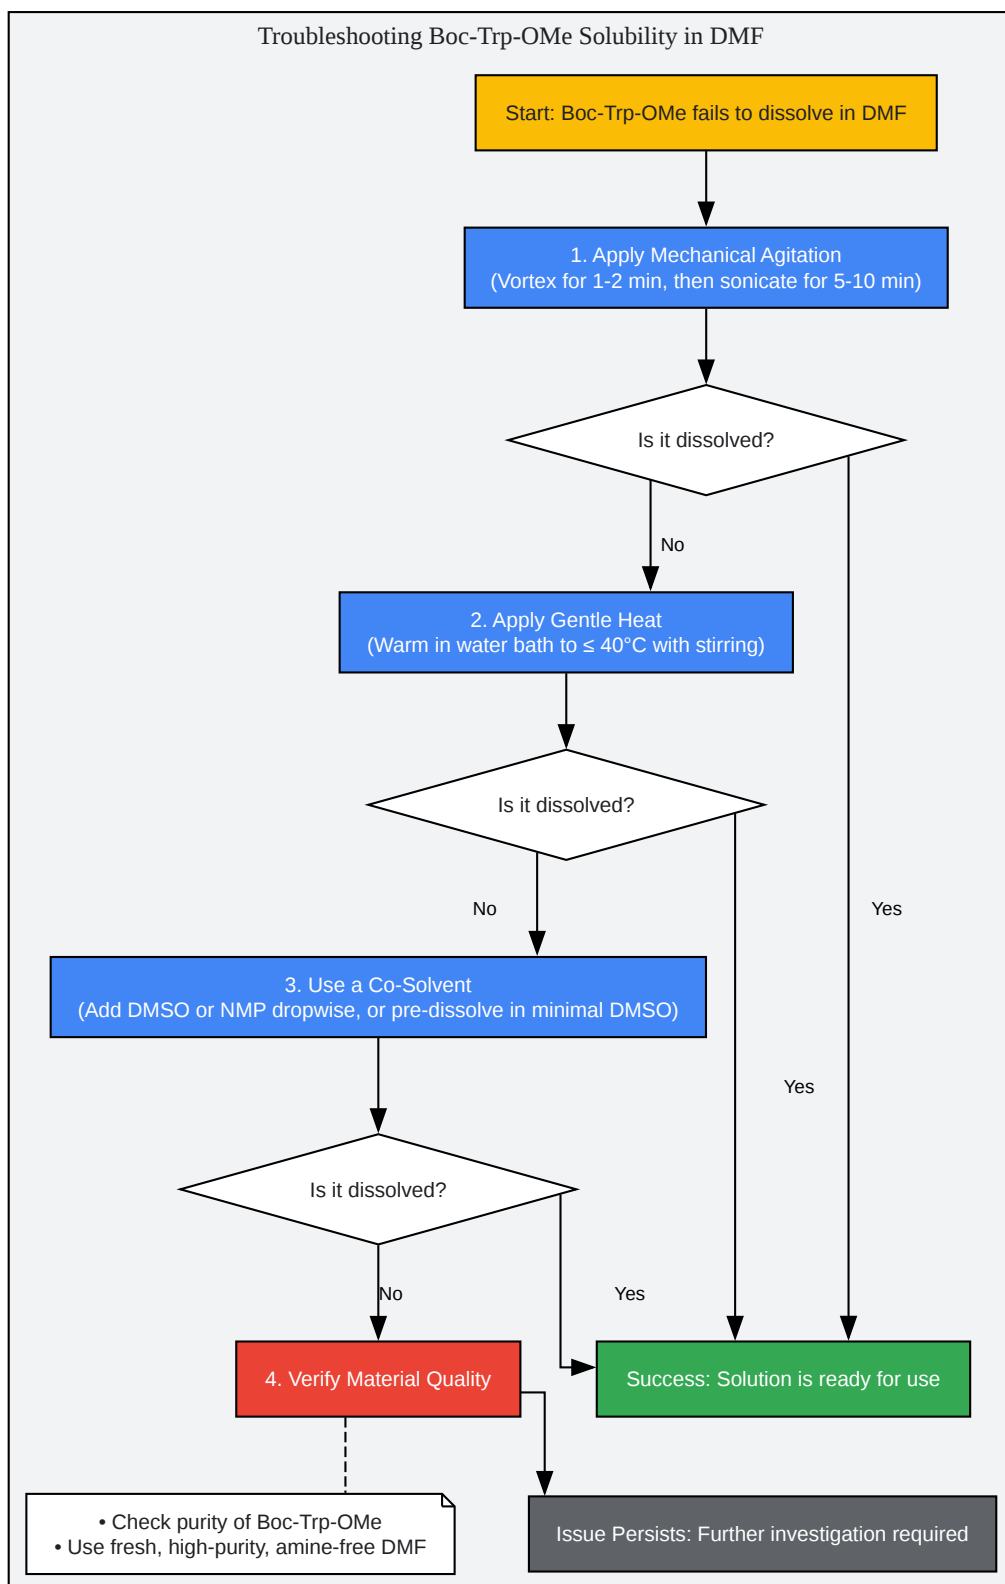 Troubleshooting Boc-Trp-OMe Solubility in DMF
Start: Boc-Trp-OMe fails to dissolve in DMF
1. Apply Mechanical Agitation
(Vortex for 1-2 min, then sonicate for 5-10 min)
Is it dissolved?
No
2. Apply Gentle Heat
(Warm in water bath to ≤ 40°C with stirring)
Is it dissolved?
No
Yes
3. Use a Co-Solvent
(Add DMSO or NMP dropwise, or pre-dissolve in minimal DMSO)
Yes
Is it dissolved?
No
Yes
4. Verify Material Quality
Success: Solution is ready for use
• Check purity of Boc-Trp-OMe
• Use fresh, high-purity, amine-free DMF
Issue Persists: Further investigation required